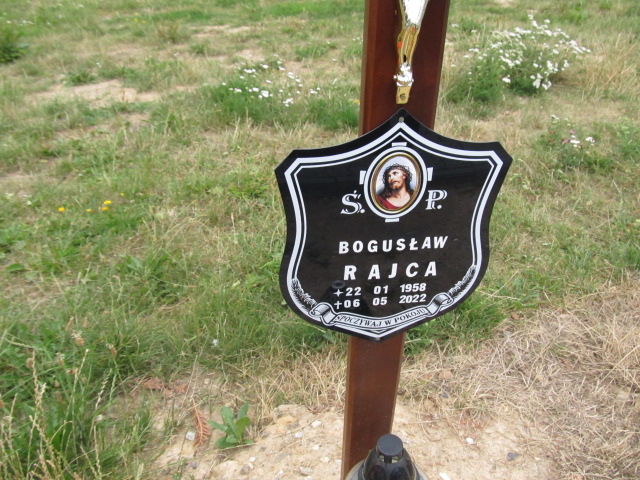 Ś. P.
BOGUSŁAW
RAJCA
✦22 01 1958
✝06 05 2022
SPOCZYWAJ W POKOJU